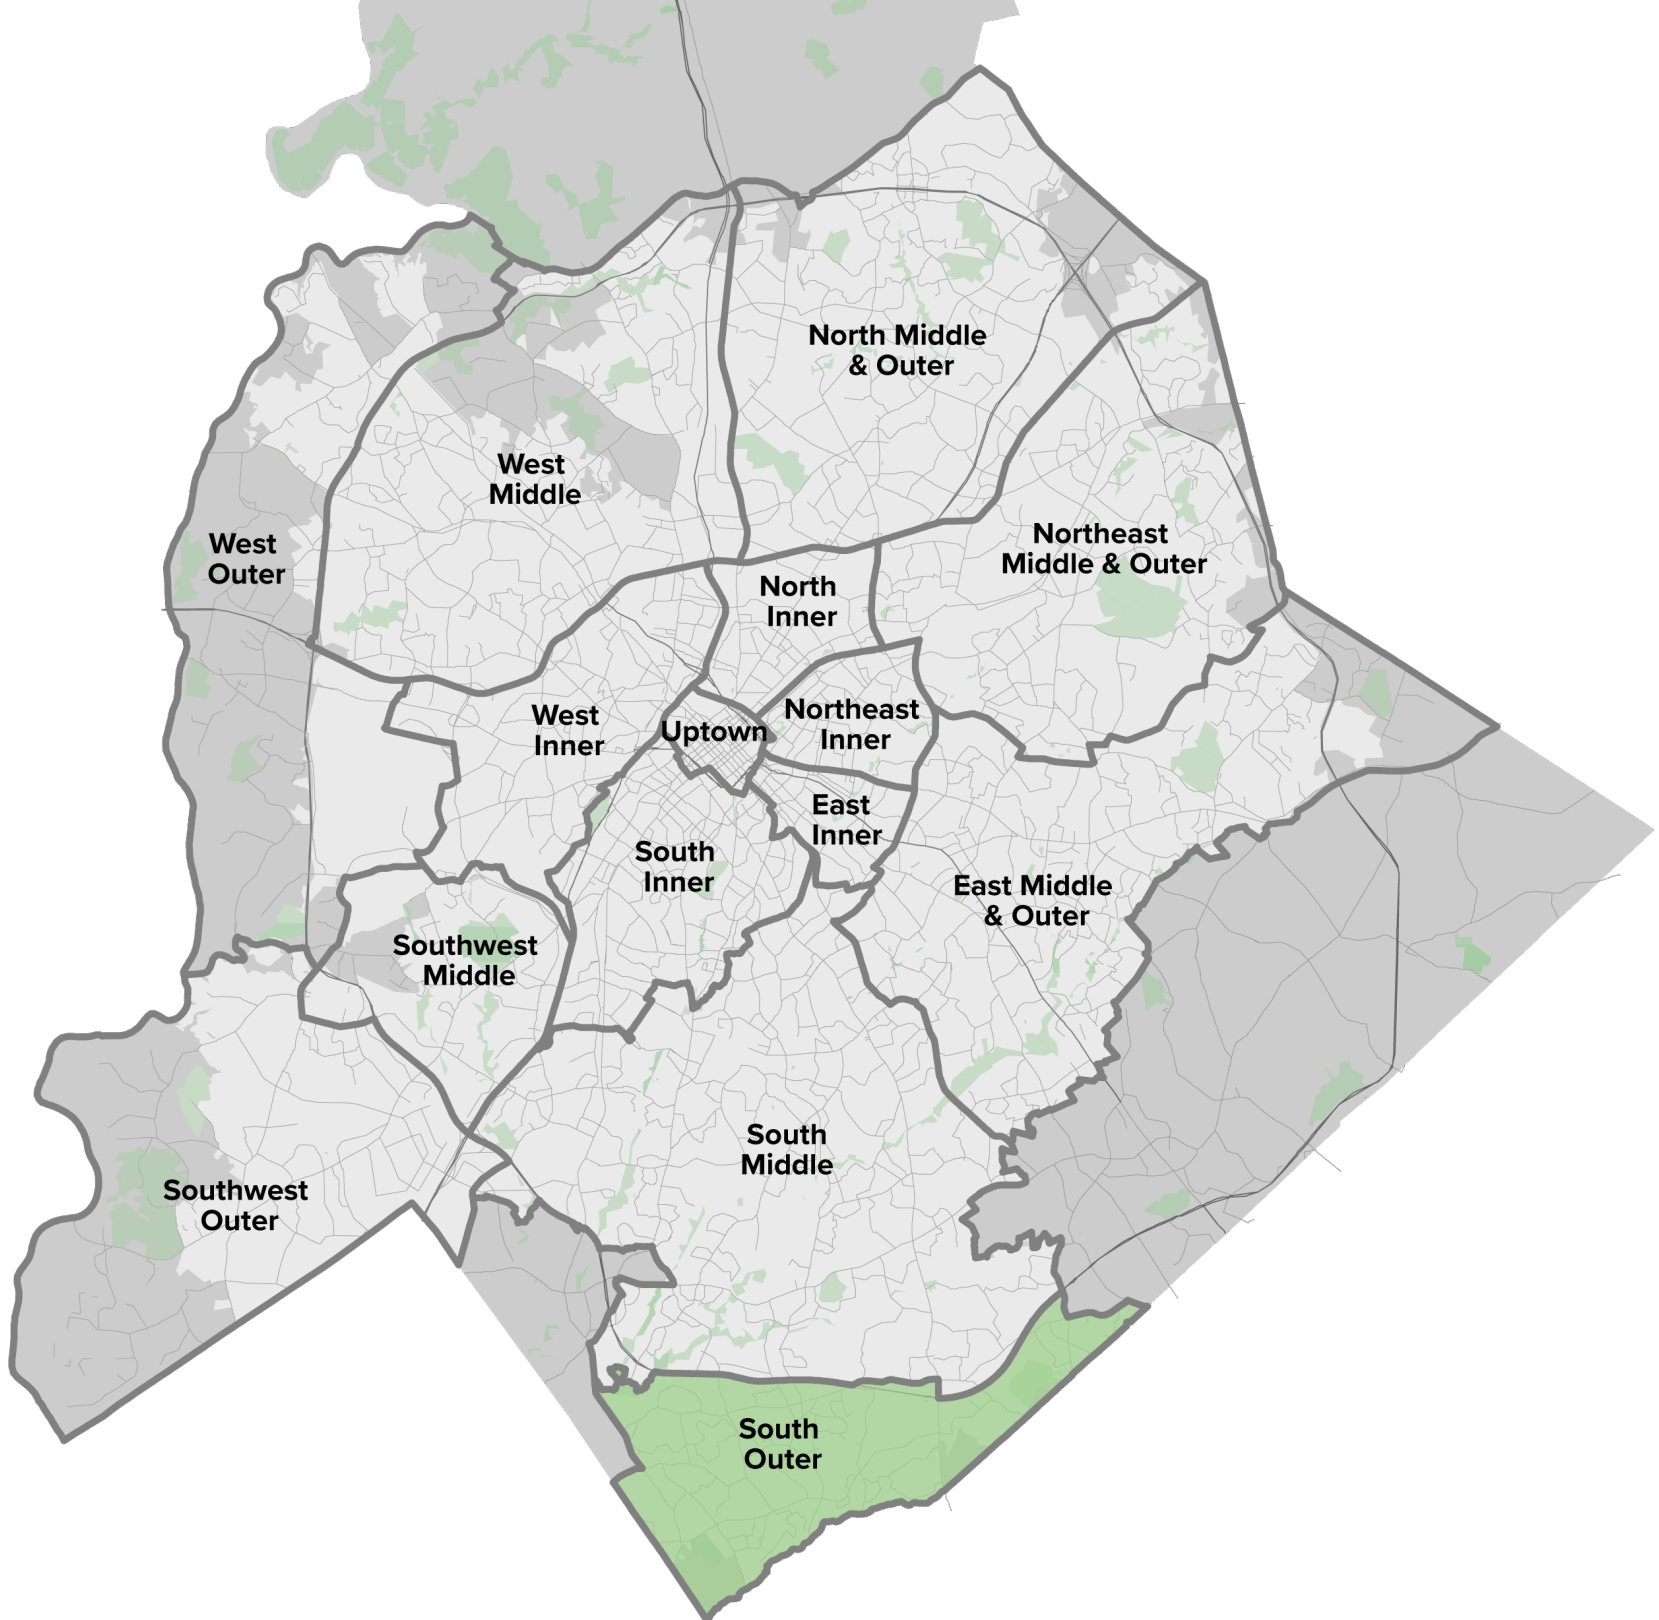 North Middle
& Outer
West
Middle
Northeast
Middle & Outer
West
Outer
North
Inner
Northeast
Inner
West
Inner
Uptown
East
Inner
South
Inner
East Middle
& Outer
Southwest
Middle
South
Middle
Southwest
Outer
South
Outer